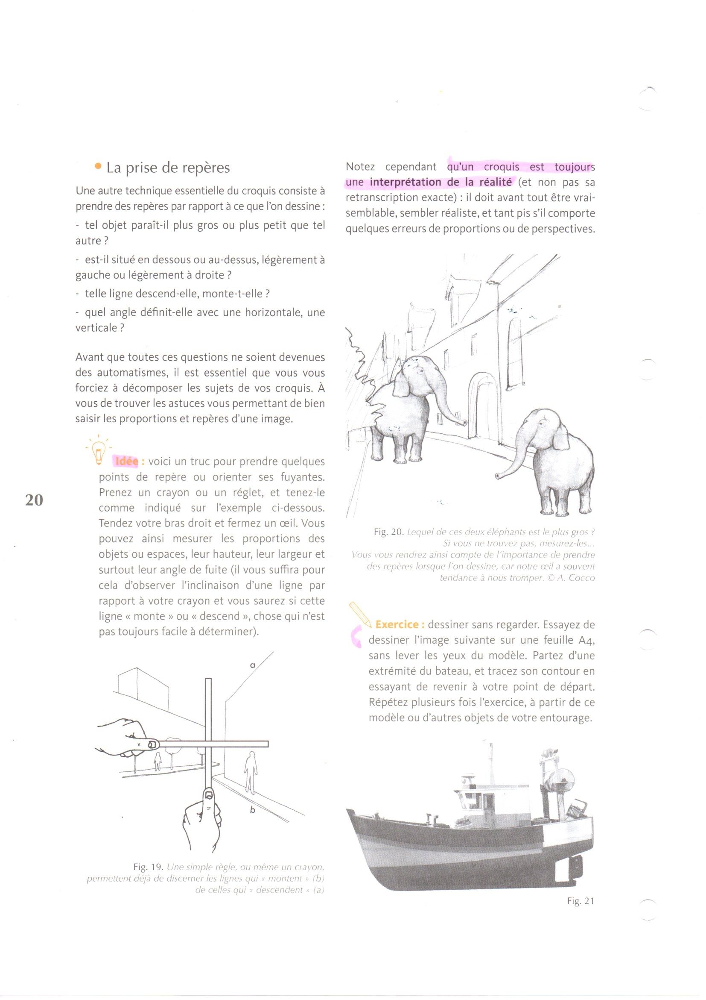 • La prise de repères
Une autre technique essentielle du croquis consiste à
prendre des repères par rapport à ce que l'on dessine :
- tel objet paraît-il plus gros ou plus petit que tel
autre ?
- est-il situé en dessous ou au-dessus, légèrement à
gauche ou légèrement à droite ?
- telle ligne descend-elle, monte-t-elle ?
- quel angle définit-elle avec une horizontale, une
verticale ?
Avant que toutes ces questions ne soient devenues
des automatismes, il est essentiel que vous vous
forciez à décomposer les sujets de vos croquis. À
vous de trouver les astuces vous permettant de bien
saisir les proportions et repères d'une image.
Idée : voici un truc pour prendre quelques
points de repère ou orienter ses fuyantes.
Prenez un crayon ou un réglet, et tenez-le
comme indiqué sur l'exemple ci-dessous.
Tendez votre bras droit et fermez un œil. Vous
pouvez ainsi mesurer les proportions des
objets ou espaces, leur hauteur, leur largeur et
surtout leur angle de fuite (il vous suffira pour
cela d'observer l'inclinaison d'une ligne par
rapport à votre crayon et vous saurez si cette
ligne « monte » ou « descend », chose qui n'est
pas toujours facile à déterminer).
a
b
Fig. 19. Une simple règle, ou même un crayon,
permettent déjà de discerner les lignes qui « montent » (b)
de celles qui « descendent » (a)
20
Notez cependant qu'un croquis est toujours
une interprétation de la réalité (et non pas sa
retranscription exacte) : il doit avant tout être vrai-
semblable, sembler réaliste, et tant pis s'il comporte
quelques erreurs de proportions ou de perspectives.
Fig. 20. Lequel de ces deux éléphants est le plus gros ?
Si vous ne trouvez pas, mesurez-les...
Vous vous rendrez ainsi compte de l'importance de prendre
des repères lorsque l'on dessine, car notre œil a souvent
tendance à nous tromper. © A. Cocco
Exercice : dessiner sans regarder. Essayez de
dessiner l'image suivante sur une feuille A4,
sans lever les yeux du modèle. Partez d'une
extrémité du bateau, et tracez son contour en
essayant de revenir à votre point de départ.
Répétez plusieurs fois l'exercice, à partir de ce
modèle ou d'autres objets de votre entourage.
Fig. 21